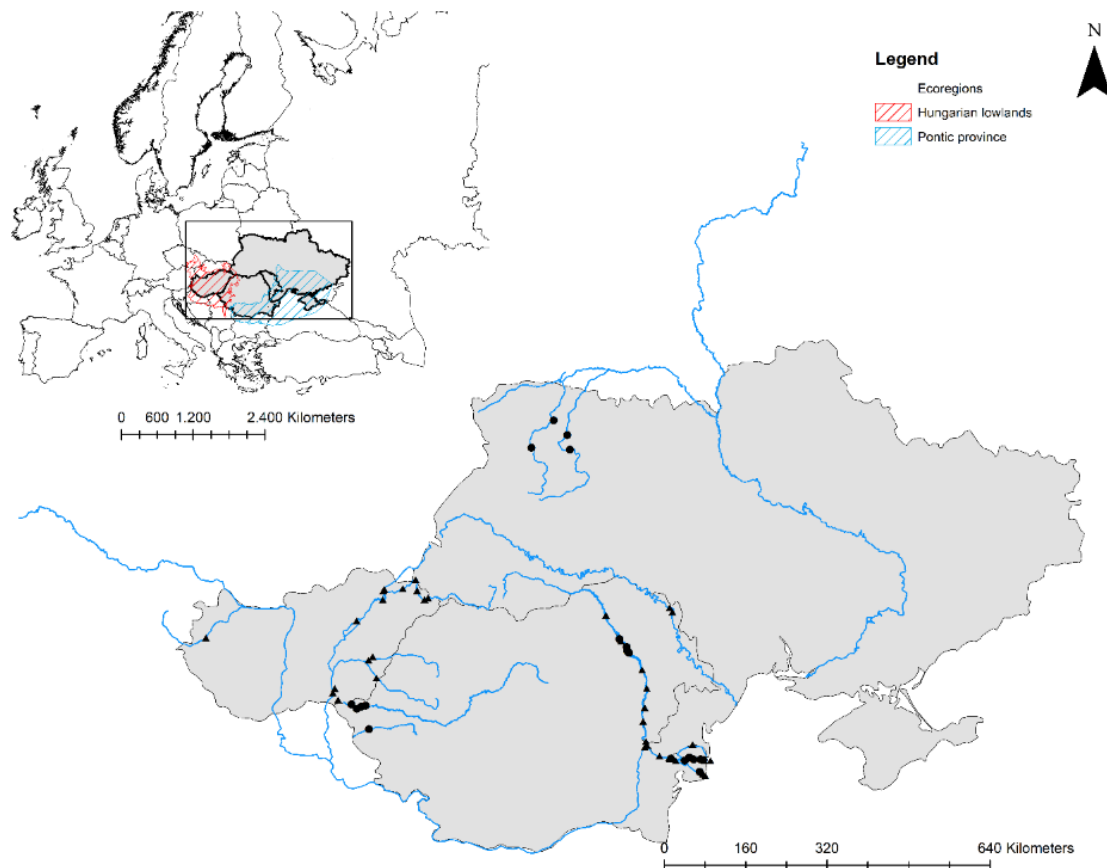 N
Legend
Ecoregions
Hungarian lowlands
Pontic province
0 600 1.200 2.400 Kilometers
0 160 320 640 Kilometers